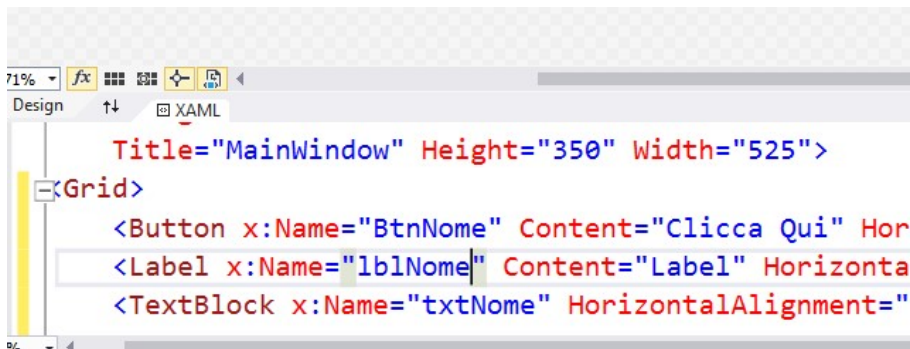 71% fx
Design XAML
Title="MainWindow" Height="350" Width="525">
<Grid>
<Button x:Name="BtnNome" Content="Clicca Qui" Hor
<Label x:Name="lblNome" Content="Label" Horizonta
<TextBlock x:Name="txtNome" HorizontalAlignment="
%